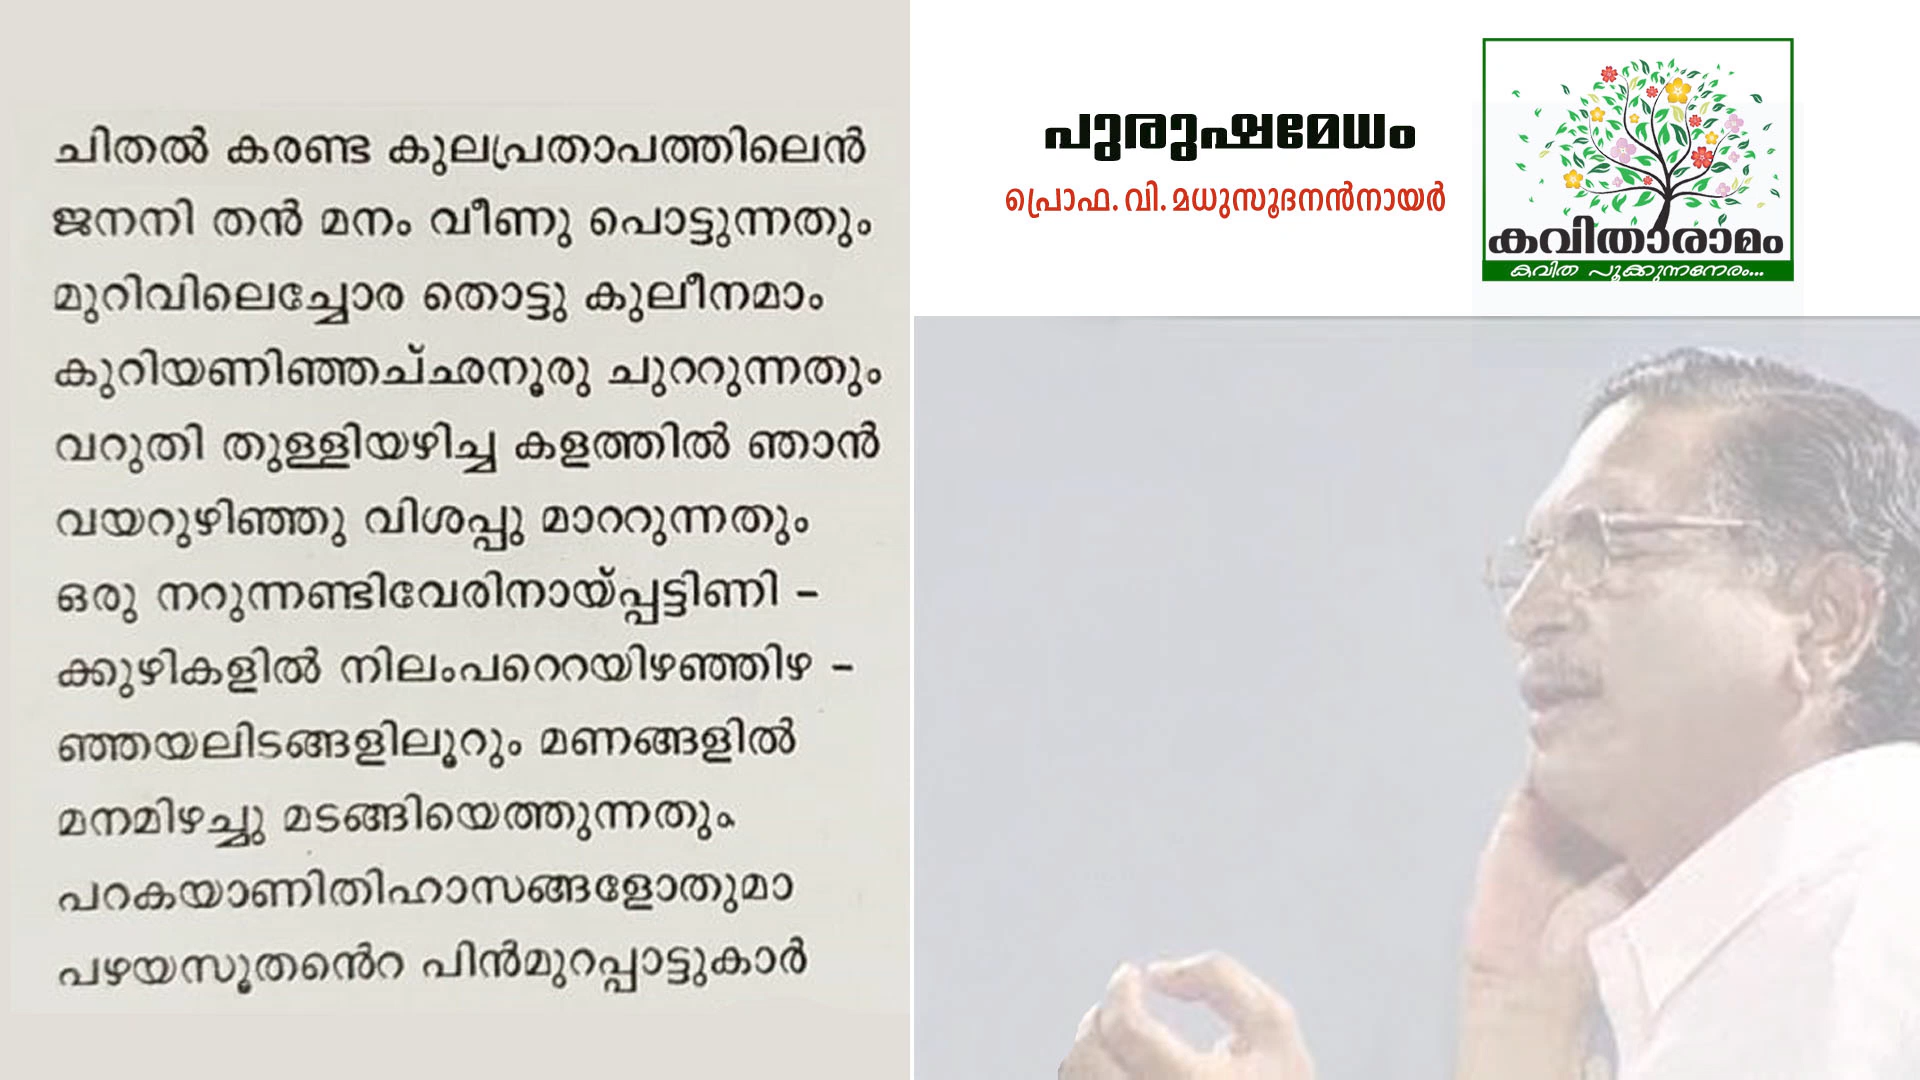 ചിതൽ കരണ്ട കുലപ്രതാപത്തിലെൻ
ജനനി തൻ മനം വീണു പൊട്ടുന്നതും
മുറിവിലെച്ചോര തൊട്ടു കുലീനമാം
കുറിയണിഞ്ഞച്ഛനൂരു ചുററുന്നതും
വറുതി തുള്ളിയഴിച്ച കളത്തിൽ ഞാൻ
വയറുഴിഞ്ഞു വിശപ്പു മാററുന്നതും
ഒരു നറുന്നണ്ടിവേരിനായ്പ്പട്ടിണി -
ക്കുഴികളിൽ നിലംപറെറയിഴഞ്ഞിഴ -
ഞ്ഞയലിടങ്ങളിലൂറും മണങ്ങളിൽ
മനമിഴച്ചു മടങ്ങിയെത്തുന്നതും.
പറകയാണിതിഹാസങ്ങളോതുമാ
പഴയസൂതൻെറ പിൻമുറപ്പാട്ടുകാർ
പുരുഷമേധം
പ്രൊഫ. വി. മധുസൂദനൻനായർ
കവിതാരാമം
കവിത പൂക്കുന്നനേരം...